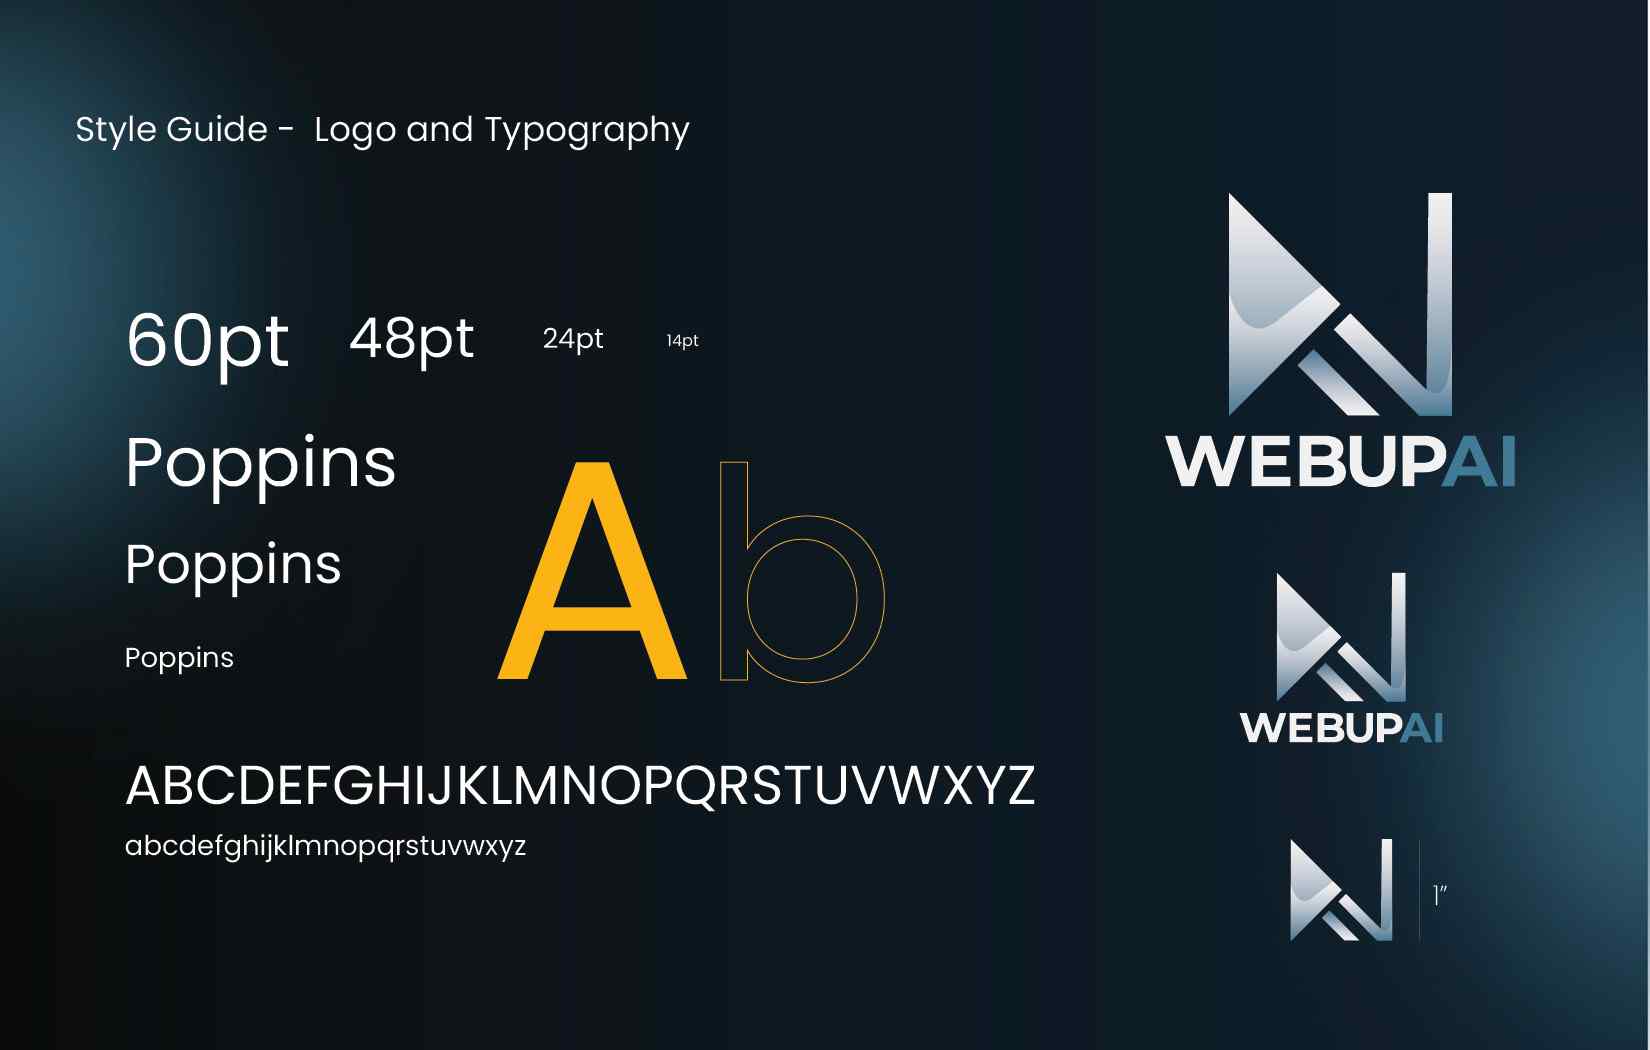 Style Guide - Logo and Typography
60pt 48pt 24pt 14pt
Poppins
Poppins
Poppins
Ab
ABCDEFGHIJKLMNOPQRSTUVWXYZ
abcdefghijklmnopqrstuvwxyz
WEBUPAI
WEBUPAI
1"